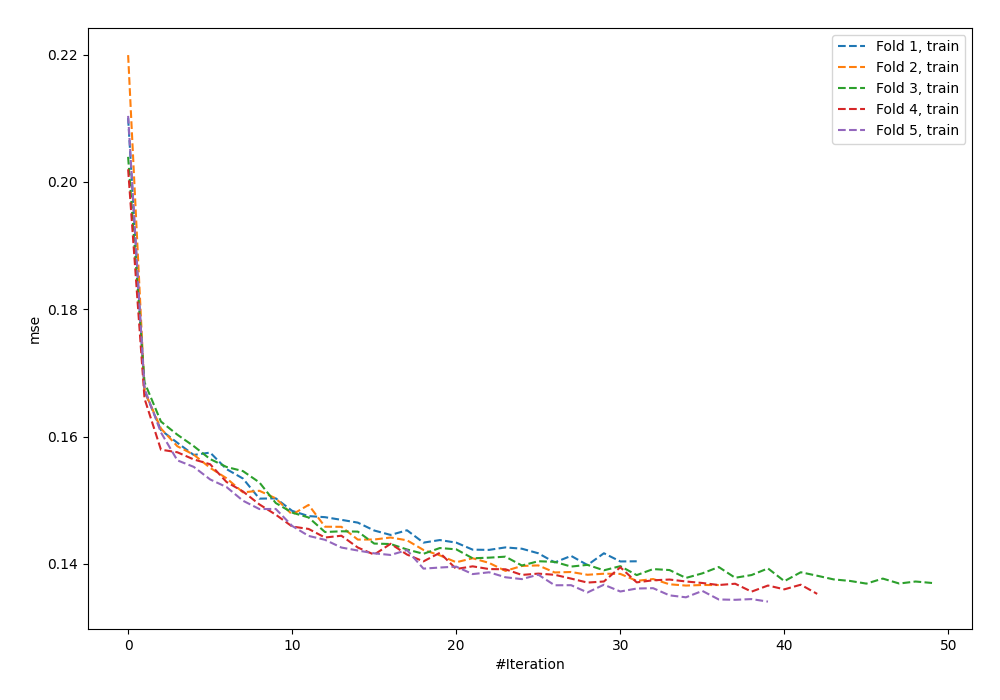 0.22
0.20
0.18
0.16
0.14
mse
0
10
20
30
40
50
#Iteration
Fold 1, train
Fold 2, train
Fold 3, train
Fold 4, train
Fold 5, train